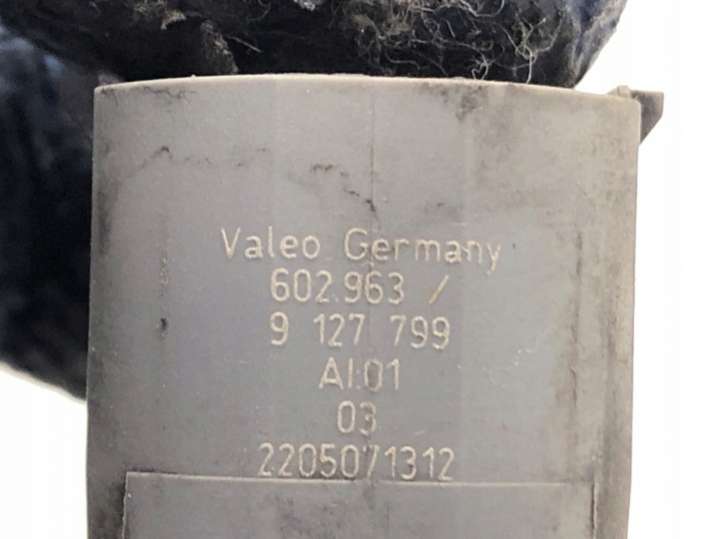 Valeo Germany
602.963 /
9 127 799
AI:01
03
2205071312